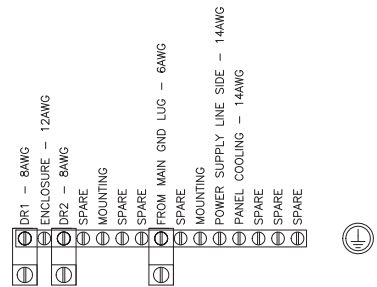 DR1 – 8AWG
ENCLOSURE – 12AWG
DR2 – 8AWG
SPARE
MOUNTING
SPARE
SPARE
FROM MAIN GND LUG – 6AWG
SPARE
MOUNTING
POWER SUPPLY LINE SIDE – 14AWG
PANEL COOLING – 14AWG
SPARE
SPARE
SPARE